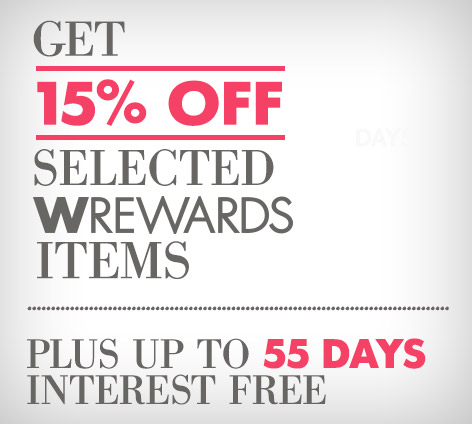 GET
15% OFF
SELECTED
WREWARDS
ITEMS
PLUS UP TO 55 DAYS
INTEREST FREE